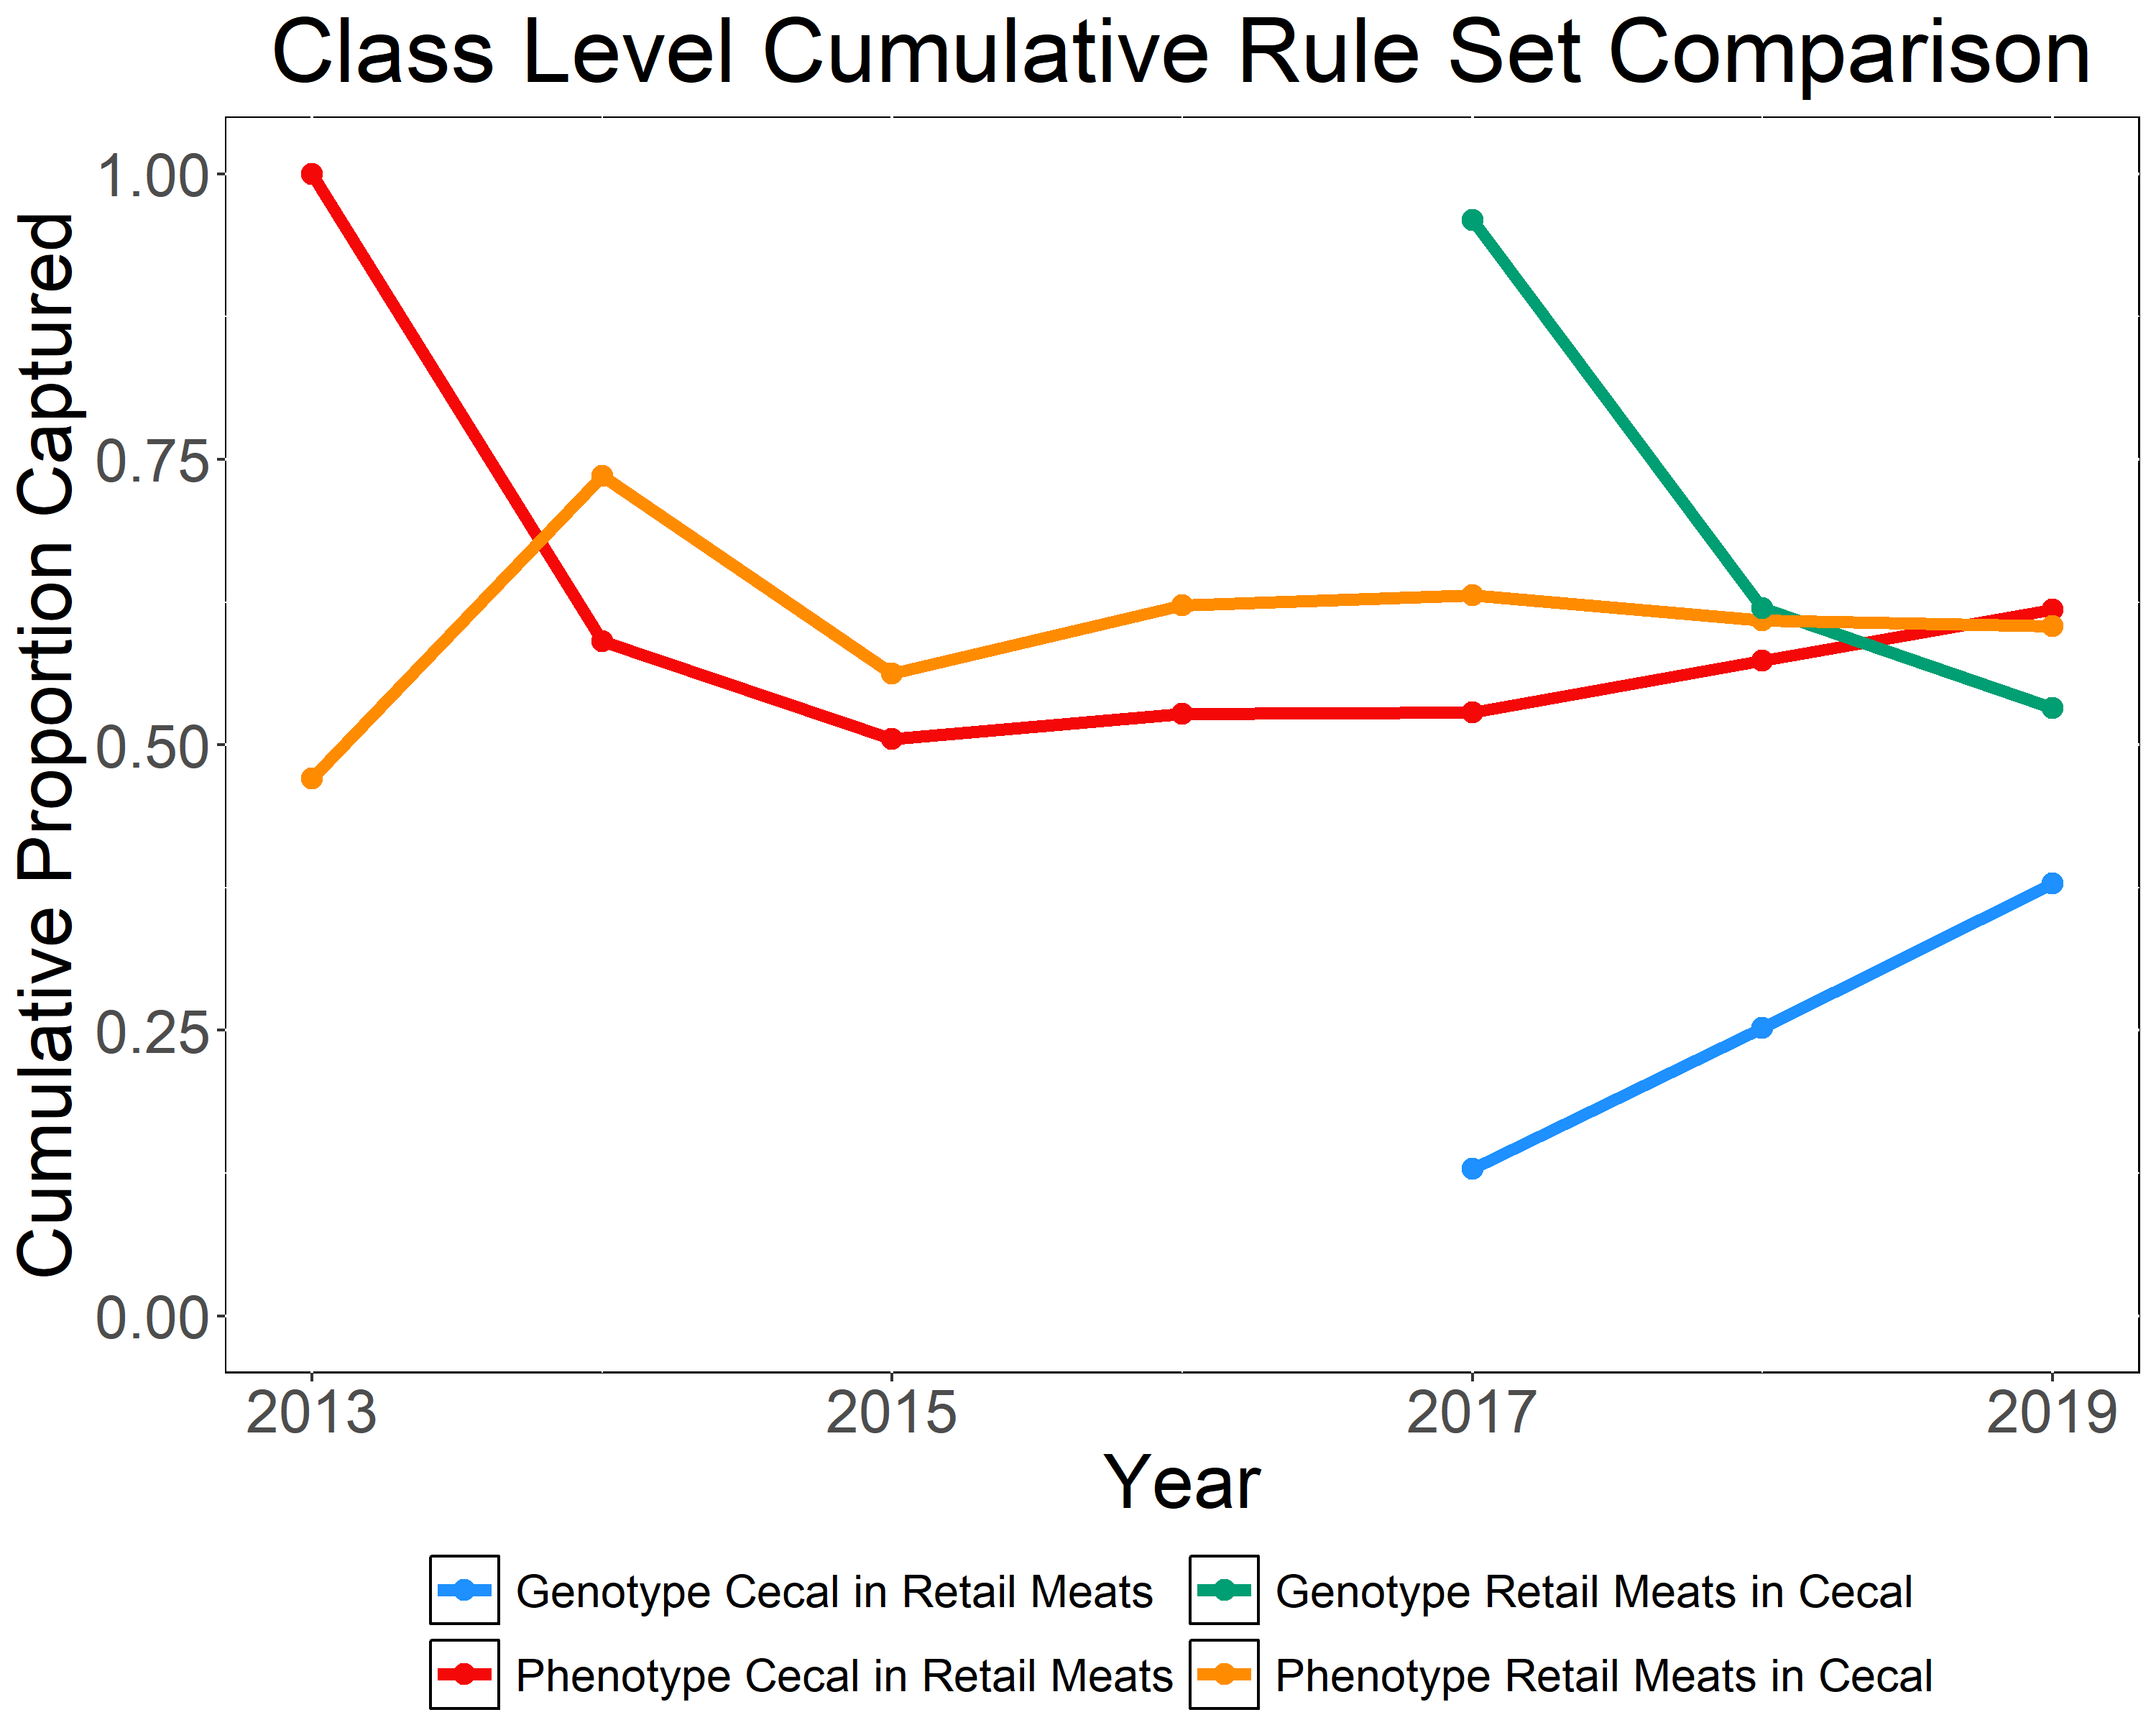 Class Level Cumulative Rule Set Comparison
Cumulative Proportion Captured
1.00
0.75
0.50
0.25
0.00
2013 2015 2017 2019
Year
Genotype Cecal in Retail Meats Genotype Retail Meats in Cecal
Phenotype Cecal in Retail Meats Phenotype Retail Meats in Cecal